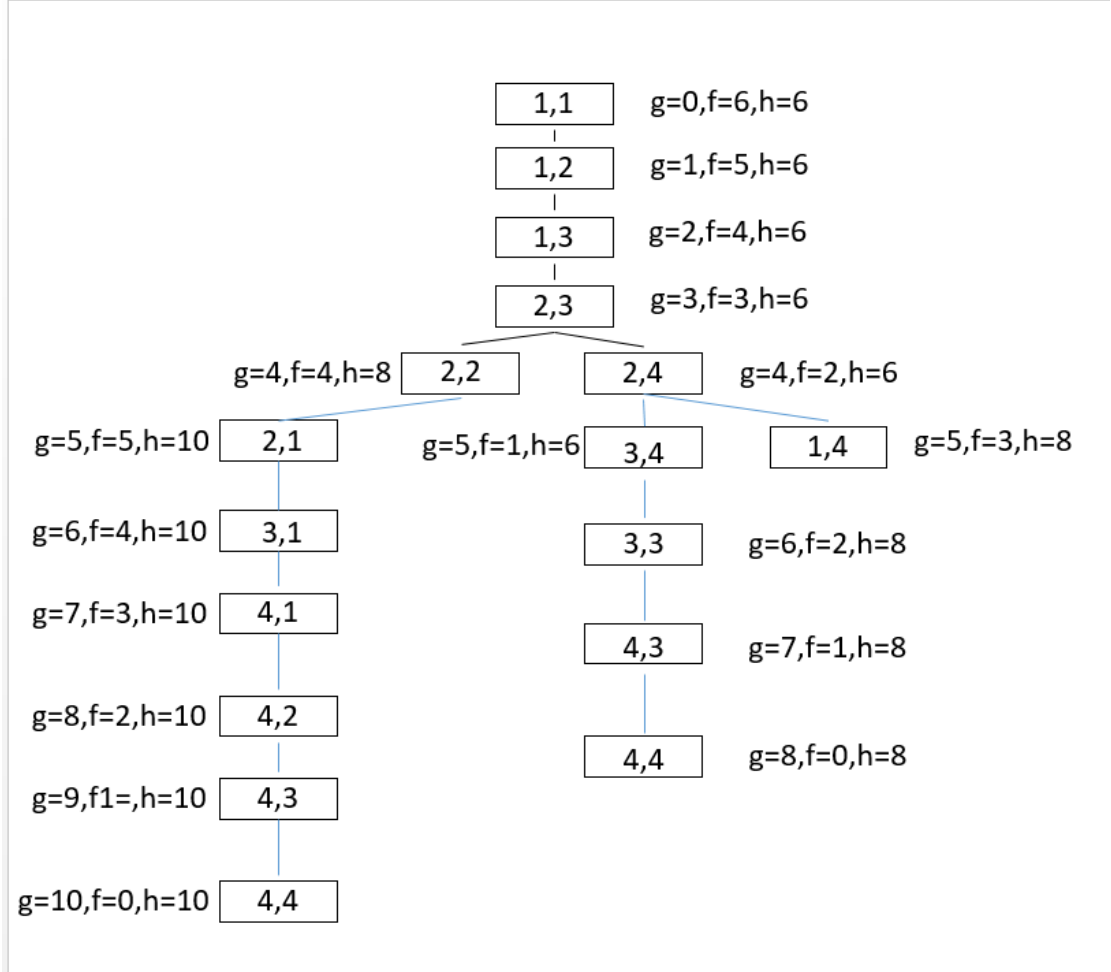 1,1 g=0,f=6,h=6
1,2 g=1,f=5,h=6
1,3 g=2,f=4,h=6
2,3 g=3,f=3,h=6
g=4,f=4,h=8 2,2 2,4 g=4,f=2,h=6
g=5,f=5,h=10 2,1 g=5,f=1,h=6 3,4 1,4 g=5,f=3,h=8
g=6,f=4,h=10 3,1 3,3 g=6,f=2,h=8
g=7,f=3,h=10 4,1 4,3 g=7,f=1,h=8
g=8,f=2,h=10 4,2 4,4 g=8,f=0,h=8
g=9,f1=,h=10 4,3
g=10,f=0,h=10 4,4